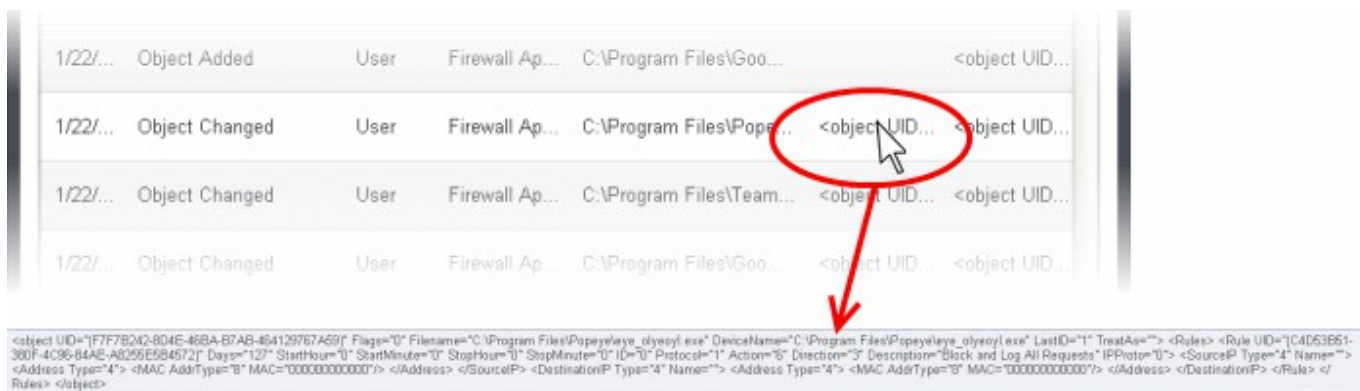 1/22/... Object Added User Firewall Ap... C:\Program Files\Goo... <object UID...
1/22/... Object Changed User Firewall Ap... C:\Program Files\Pope... <object UID... <object UID...
1/22/... Object Changed User Firewall Ap... C:\Program Files\Team... <object UID... <object UID...
1/22/... Object Changed User Firewall Ap... C:\Program Files\Goo... <object UID... <object UID...
<object UID="{F7F7B242-8D4E-46BA-B7AB-464129767A59}" Flags="0" Filename="C:\Program Files\Popeye\eye_olyeoyl.exe" DeviceName="C:\Program Files\Popeye\eye_olyeoyl.exe" LastID="1" TreatAs=""> <Rules> <Rule UID="{C4D53B51-
380F-4C96-84AE-A8255E5B4572}" Days="127" StartHour="0" StartMinute="0" StopHour="0" StopMinute="0" ID="0" Protocol="1" Action="6" Direction="3" Description="Block and Log All Requests" IPProto="0"> <SourceIP Type="4" Name="">
<Address Type="4"> <MAC AddrType="8" MAC="000000000000"/> </Address> </SourceIP> <DestinationIP Type="4" Name=""> <Address Type="4"> <MAC AddrType="8" MAC="000000000000"/> </Address> </DestinationIP> </Rule> </
Rules> </object>